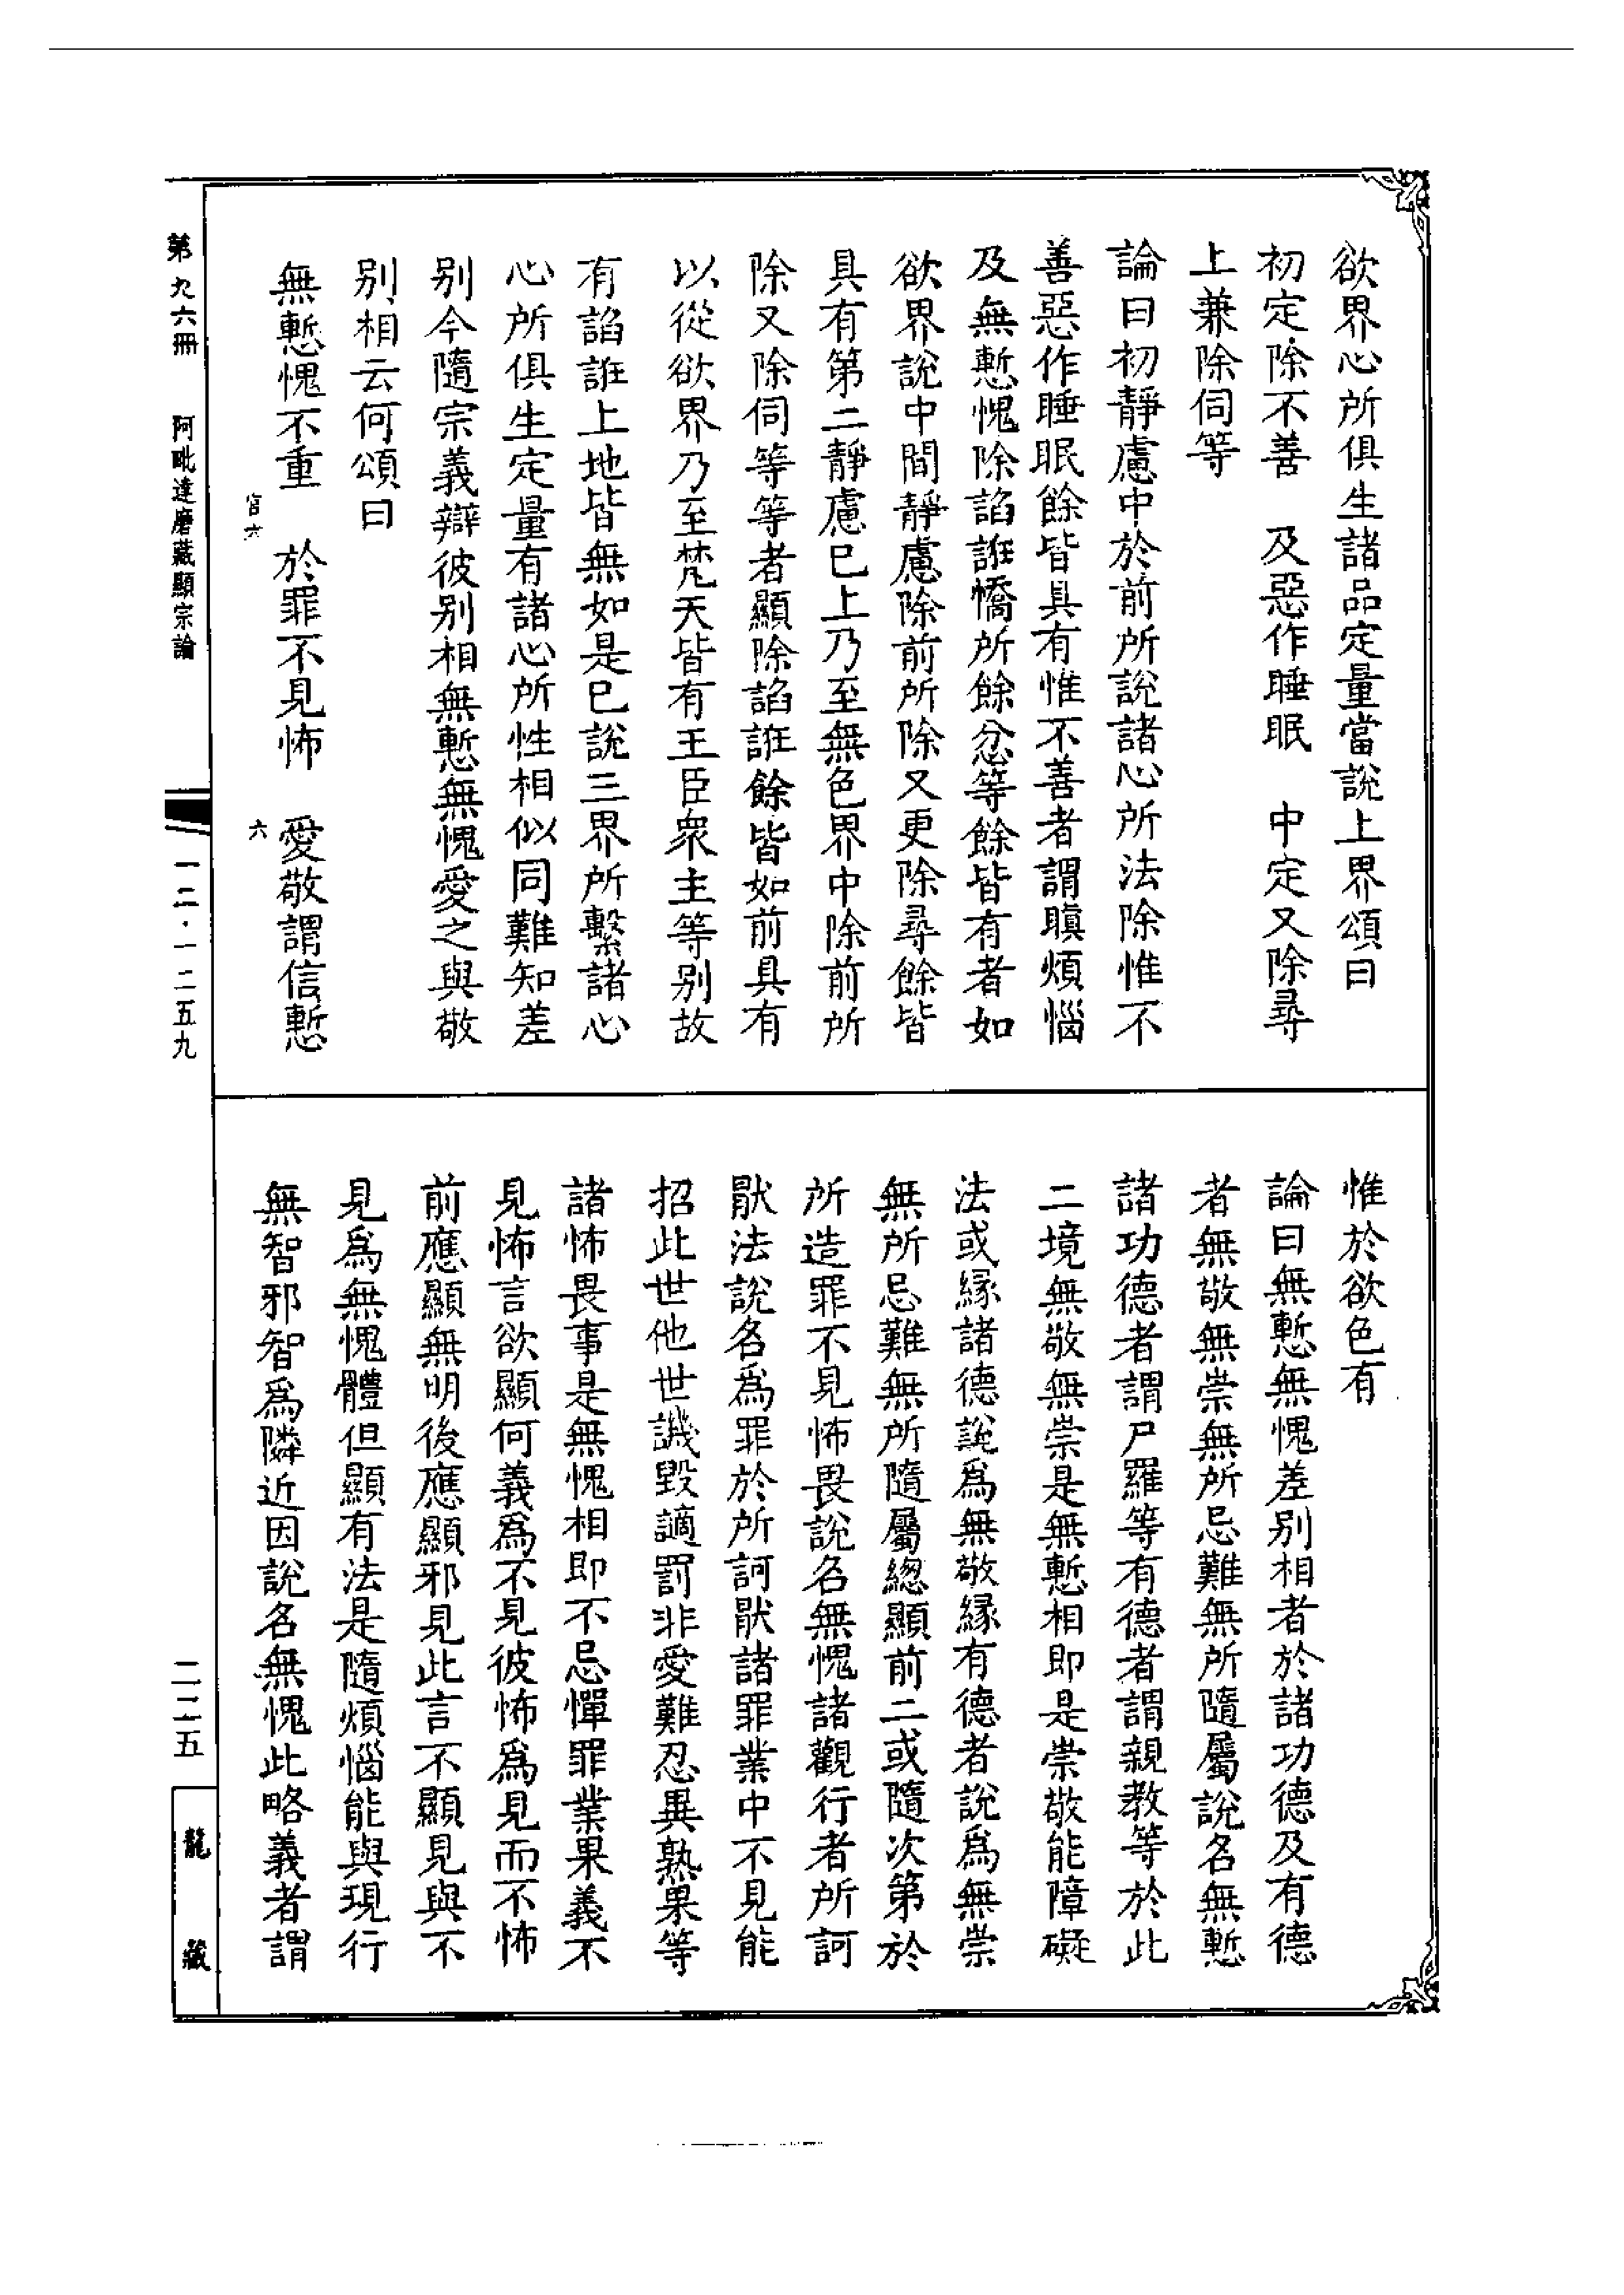 欲界心所俱生諸品定量當說上界頌曰
初定除不善　及惡作睡眠　中定又除尋
上兼除伺等
論曰初靜慮中於前所說諸心所法除惟不
善惡作睡眠餘皆具有惟不善者謂瞋煩惱
及無慙愧除諂誑憍所餘忿等餘皆有者如
欲界說中間靜慮除前所除又更除尋餘皆
具有第二靜慮已上乃至無色界中除前所
除又除伺等等者顯除諂誑餘皆如前具有
以從欲界乃至梵天皆有王臣衆主等别故
有諂誑上地皆無如是已說三界所繫諸心
心所俱生定量有諸心所性相似同難知差
别今隨宗義辯彼别相無慙無愧愛之與敬
别相云何頌曰
無慙愧不重　於罪不見怖　愛敬謂信慙
官六
六
惟於欲色有
論曰無慙無愧差别相者於諸功德及有德
者無敬無崇無所忌難無所隨屬說名無慙
諸功德者謂尸羅等有德者謂親教等於此
二境無敬無崇是無慙相即是崇敬能障礙
法或縁諸德說爲無敬縁有德者說爲無崇
無所忌難無所隨屬總顯前二或隨次第於
所造罪不見怖畏說名無愧諸觀行者所訶
猒法說名爲罪於所訶猒諸罪業中不見能
招此世他世譏毀謫罰非愛難忍異熟果等
諸怖畏事是無愧相即不忌憚罪業果義不
見怖言欲顯何義爲不見彼怖爲見而不怖
前應顯無明後應顯邪見此言不顯見與不
見爲無愧體但顯有法是隨煩惱能與現行
無智邪智爲隣近因說名無愧此略義者謂
第九六冊　阿毗達磨藏顯宗論
一二·一二五九
二二五
龍藏